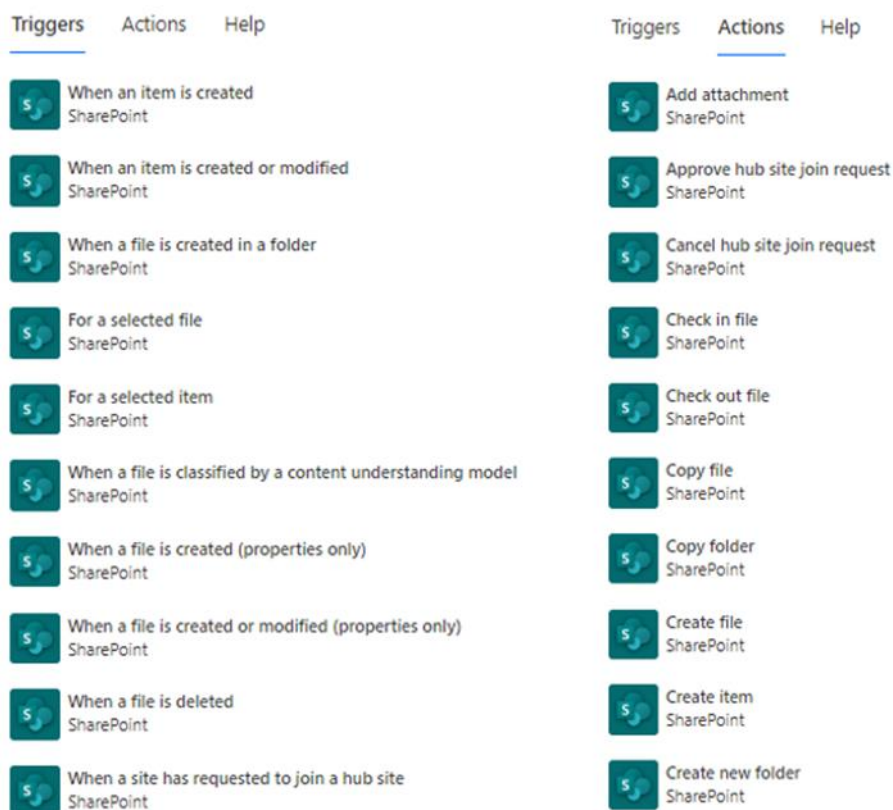 Triggers Actions Help
When an item is created
SharePoint
When an item is created or modified
SharePoint
When a file is created in a folder
SharePoint
For a selected file
SharePoint
For a selected item
SharePoint
When a file is classified by a content understanding model
SharePoint
When a file is created (properties only)
SharePoint
When a file is created or modified (properties only)
SharePoint
When a file is deleted
SharePoint
When a site has requested to join a hub site
SharePoint
Triggers Actions Help
Add attachment
SharePoint
Approve hub site join request
SharePoint
Cancel hub site join request
SharePoint
Check in file
SharePoint
Check out file
SharePoint
Copy file
SharePoint
Copy folder
SharePoint
Create file
SharePoint
Create item
SharePoint
Create new folder
SharePoint